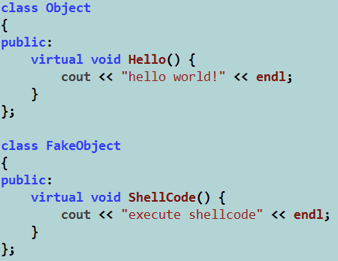 class Object
{
public:
    virtual void Hello() {
        cout << "hello world!" << endl;
    }
};

class FakeObject
{
public:
    virtual void ShellCode() {
        cout << "execute shellcode" << endl;
    }
};